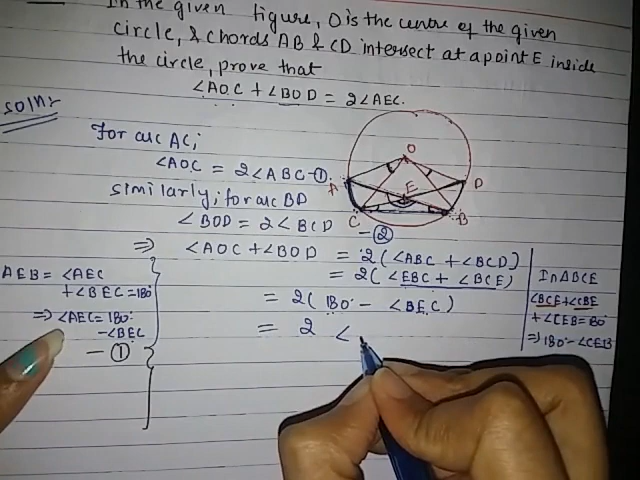 In the given figure, O is the centre of the given
circle, & chords AB & CD intersect at a point E inside
the circle, prove that
∠AOC + ∠BOD = 2∠AEC.
Soln:-
For arc AC;
∠AOC = 2∠ABC -①
similarly; for arc BD
∠BOD = 2∠BCD -②
⇒ ∠AOC + ∠BOD = 2(∠ABC + ∠BCD)
= 2(∠EBC + ∠BCE)
= 2(180° - ∠BEC)
= 2 ∠
O
A
D
E
C
B
AEB = ∠AEC
+∠BEC=180°
⇒ ∠AEC = 180°
-∠BEC
-①
In ΔBCE
∠BCE+∠CBE
+∠CEB=180°
⇒180°-∠CEB